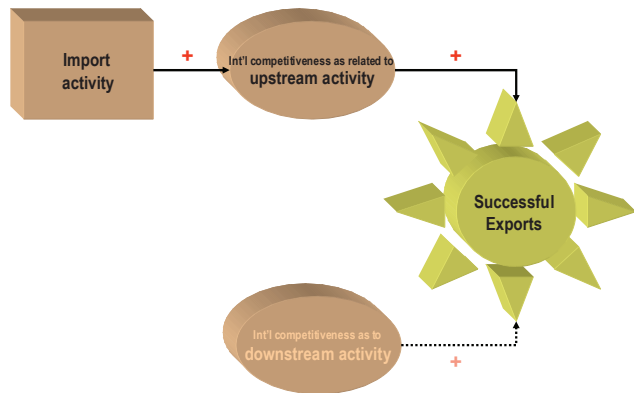 Import
activity
+
Int'l competitiveness as related to
upstream activity
+
Successful
Exports
Int'l competitiveness as to
downstream activity
+